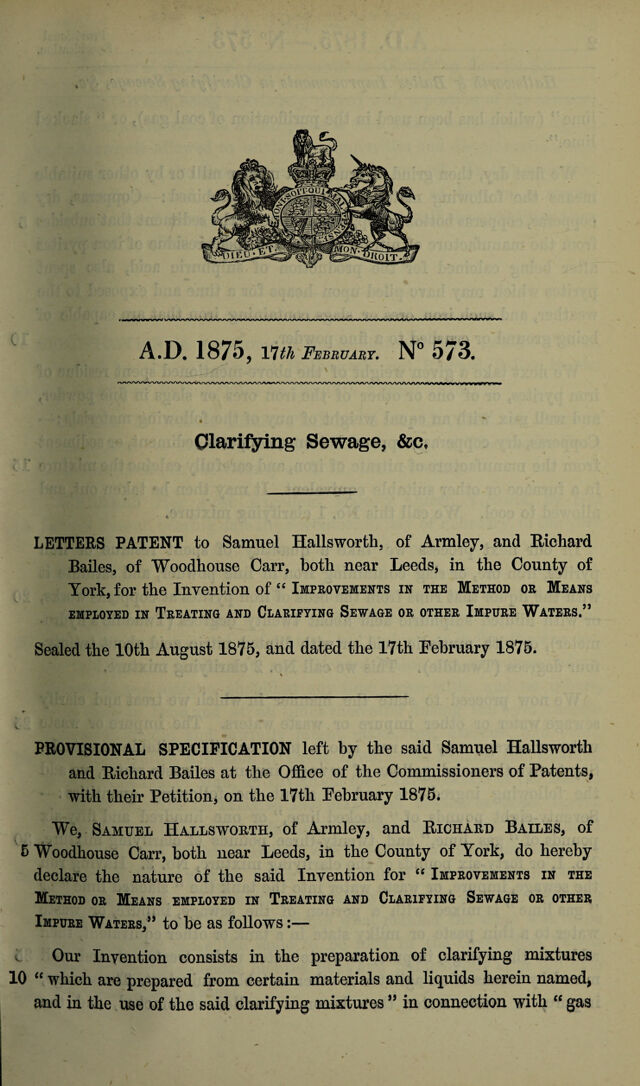 DIEU · ET · MON · DROIT ·
A.D. 1875, 17th FEBRUARY. No 573.
Clarifying Sewage, &c.
LETTERS PATENT to Samuel Hallsworth, of Armley, and Richard
Bailes, of Woodhouse Carr, both near Leeds, in the County of
York, for the Invention of “ IMPROVEMENTS IN THE METHOD OR MEANS
EMPLOYED IN TREATING AND CLARIFYING SEWAGE OR OTHER IMPURE WATERS.”
Sealed the 10th August 1875, and dated the 17th February 1875.
PROVISIONAL SPECIFICATION left by the said Samuel Hallsworth
and Richard Bailes at the Office of the Commissioners of Patents,
with their Petition, on the 17th February 1875.
We, SAMUEL HALLSWORTH, of Armley, and RICHARD BAILES, of
5 Woodhouse Carr, both near Leeds, in the County of York, do hereby
declare the nature of the said Invention for “ IMPROVEMENTS IN THE
METHOD OR MEANS EMPLOYED IN TREATING AND CLARIFYING SEWAGE OR OTHER
IMPURE WATERS,” to be as follows :—
Our Invention consists in the preparation of clarifying mixtures
10 “ which are prepared from certain materials and liquids herein named,
and in the use of the said clarifying mixtures ” in connection with “ gas